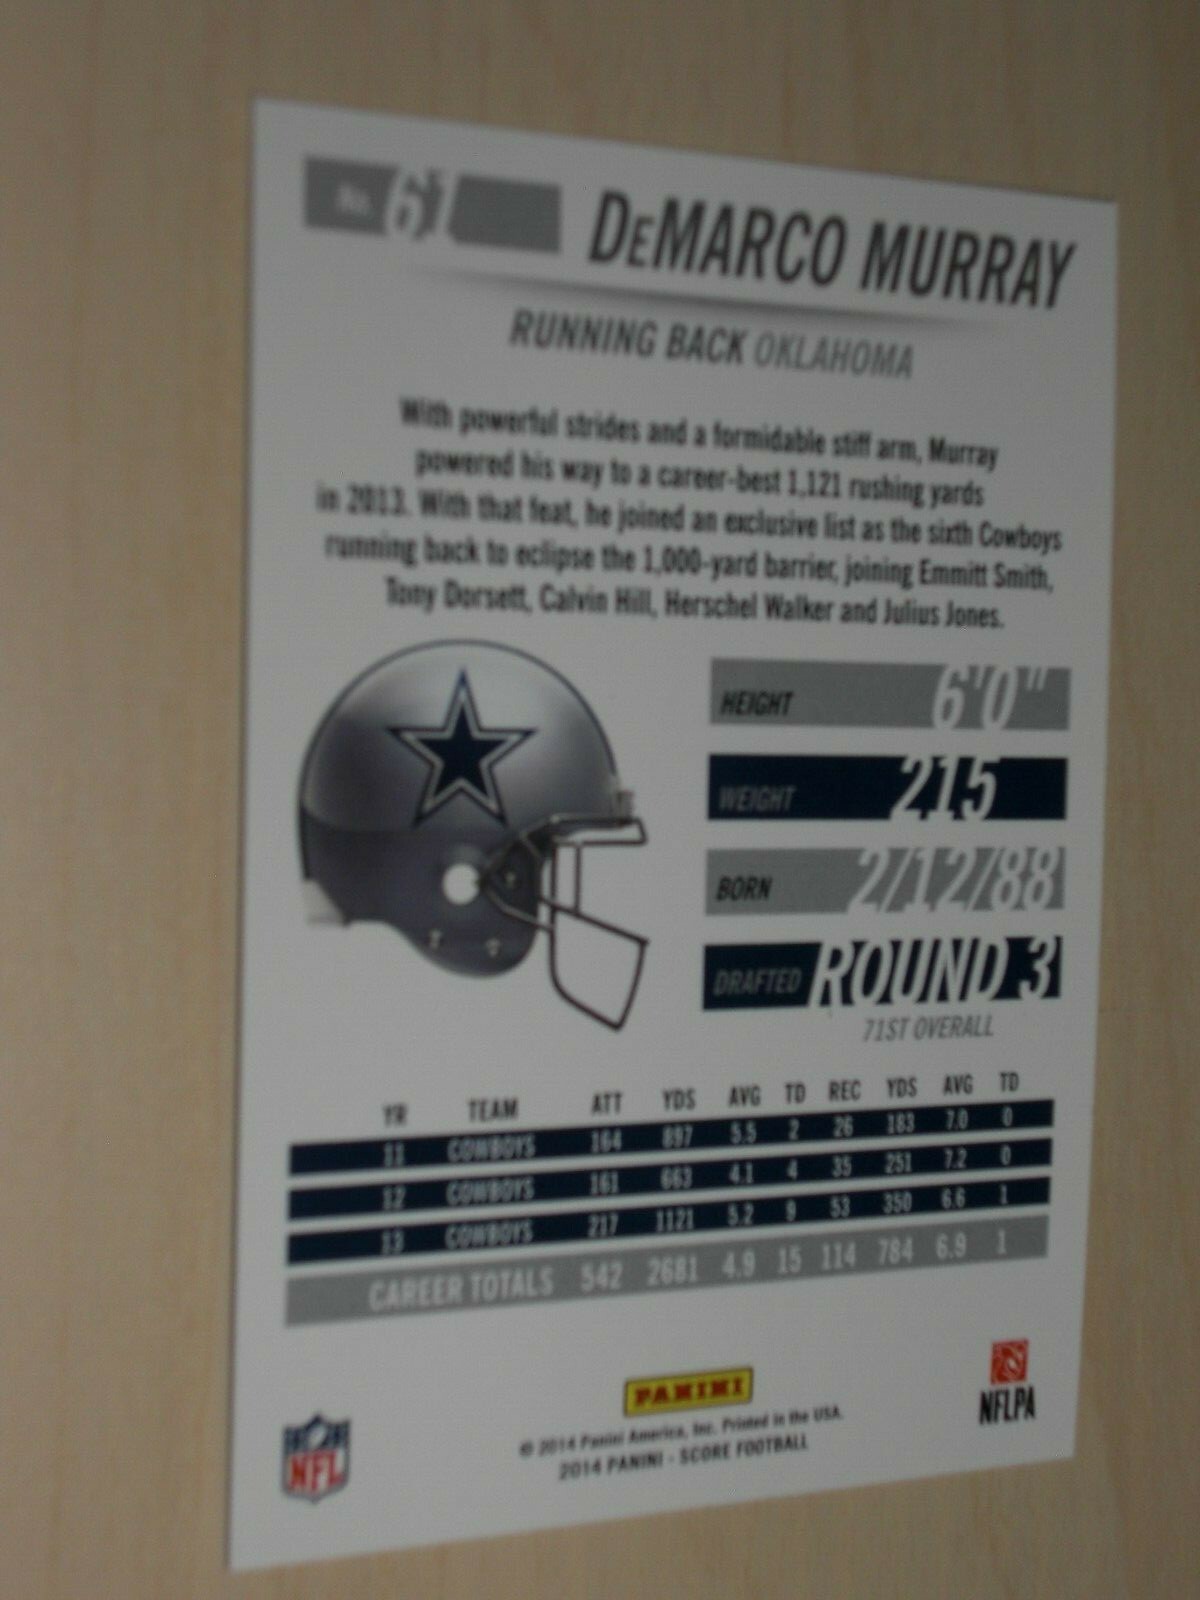 No. 67
DEMARCO MURRAY
RUNNING BACK OKLAHOMA
With powerful strides and a formidable stiff arm, Murray
powered his way to a career-best 1,121 rushing yards
in 2013. With that feat, he joined an exclusive list as the sixth Cowboys
running back to eclipse the 1,000-yard barrier, joining Emmitt Smith,
Tony Dorsett, Calvin Hill, Herschel Walker and Julius Jones.
HEIGHT 6'0"
WEIGHT 215
BORN 2/12/88
DRAFTED ROUND 3
71ST OVERALL
YR TEAM ATT YDS AVG TD REC YDS AVG TD
11 COWBOYS 164 897 5.5 2 26 183 7.0 0
12 COWBOYS 161 663 4.1 4 35 251 7.2 0
13 COWBOYS 217 1121 5.2 9 53 350 6.6 1
CAREER TOTALS 542 2681 4.9 15 114 784 6.9 1
PANINI
© 2014 Panini America, Inc. Printed in the USA.
2014 PANINI - SCORE FOOTBALL
NFL
NFLPA